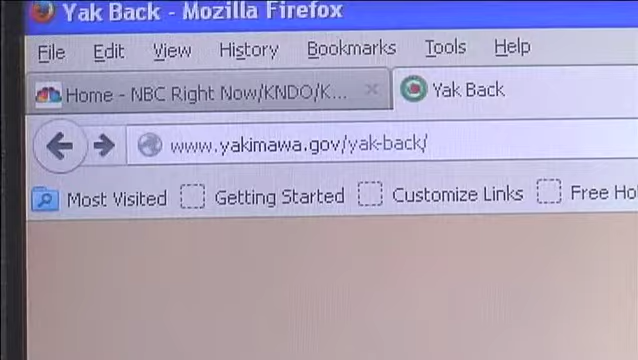 Yak Back - Mozilla Firefox
File Edit View History Bookmarks Tools Help
Home - NBC Right Now/KNDO/K... Yak Back
www.yakimawa.gov/yak-back/
Most Visited Getting Started Customize Links Free Ho